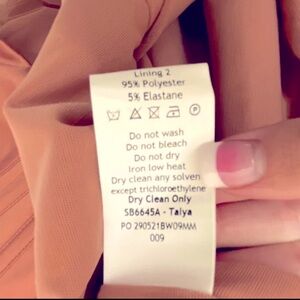 Lining 2
95% Polyester
5% Elastane
Do not wash
Do not bleach
Do not dry
Iron low heat
Dry clean any solven
except trichloroethylene
Dry Clean Only
SB6645A - Talya
PO 290521BW09MM
009